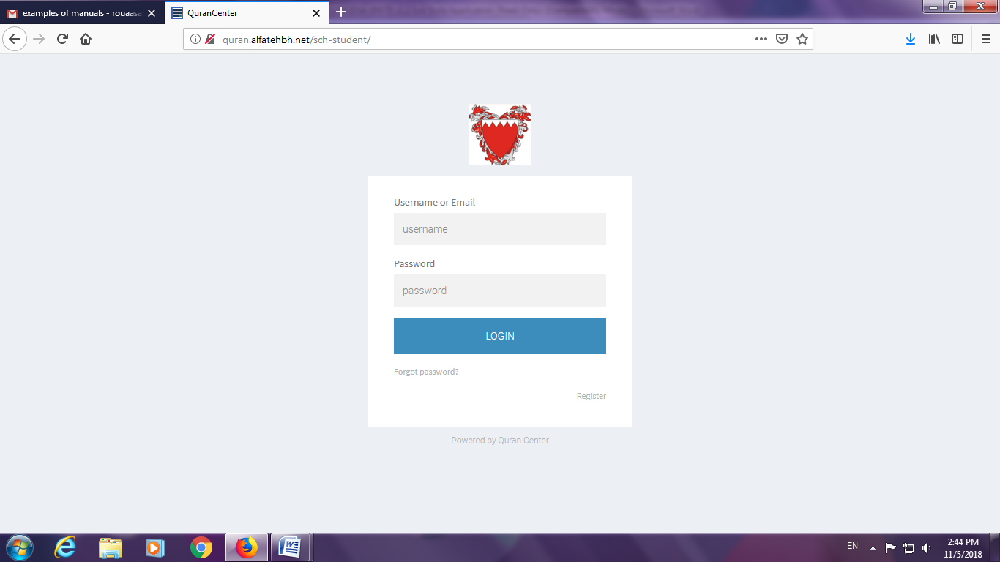 examples of manuals - rouaasal
QuranCenter
quran.alfatehbh.net/sch-student/
Username or Email
username
Password
password
LOGIN
Forgot password?
Register
Powered by Quran Center
EN
2:44 PM
11/5/2018